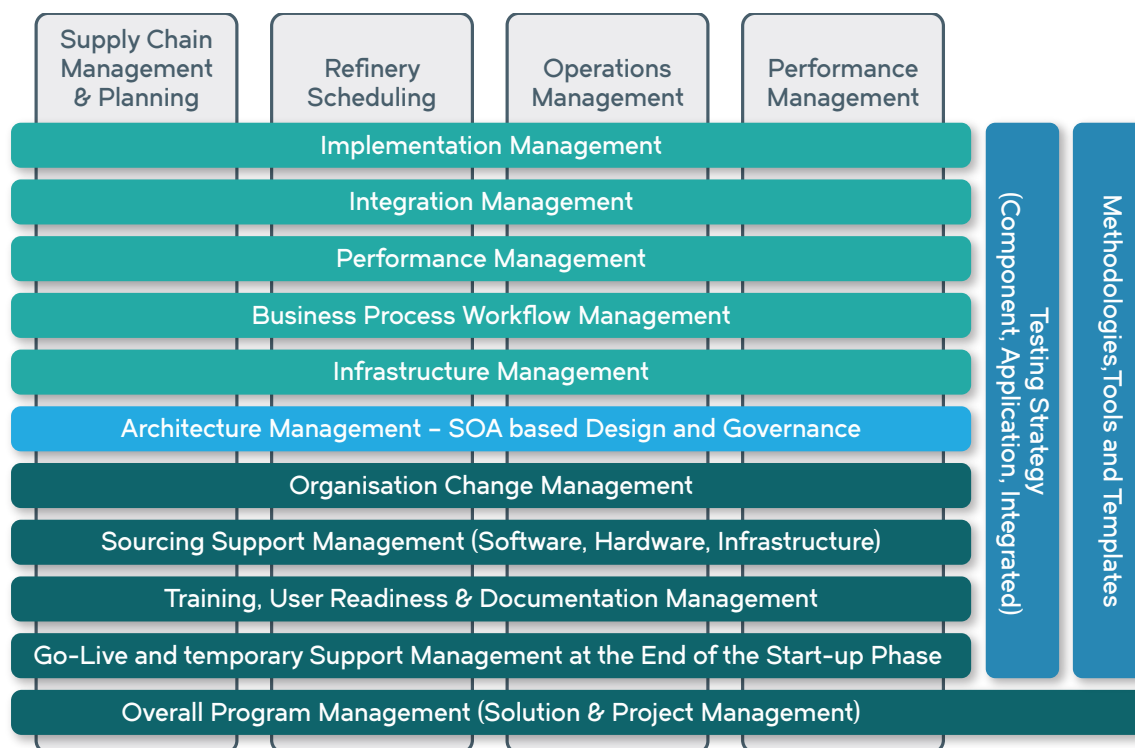 Supply Chain
Management
& Planning
Refinery
Scheduling
Operations
Management
Performance
Management
Implementation Management
Integration Management
Performance Management
Business Process Workflow Management
Infrastructure Management
Architecture Management – SOA based Design and Governance
Organisation Change Management
Sourcing Support Management (Software, Hardware, Infrastructure)
Training, User Readiness & Documentation Management
Go-Live and temporary Support Management at the End of the Start-up Phase
Overall Program Management (Solution & Project Management)
Testing Strategy
(Component, Application, Integrated)
Methodologies,Tools and Templates